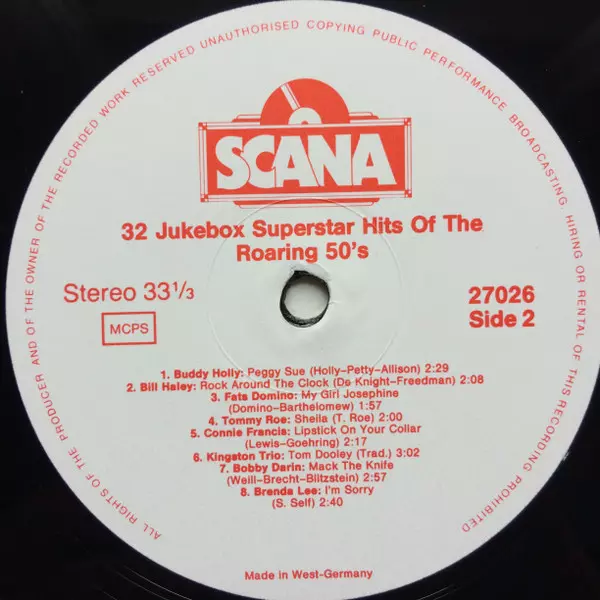 ALL RIGHTS OF THE PRODUCER AND OF THE OWNER OF THE RECORDED WORK RESERVED UNAUTHORISED COPYING PUBLIC PERFORMANCE BROADCASTING. HIRING OR RENTAL OF THIS RECORDING PROHIBITED
SCANA
32 Jukebox Superstar Hits Of The
Roaring 50's
Stereo 33 1/3
MCPS
27026
Side 2
1. Buddy Holly: Peggy Sue (Holly-Petty-Allison) 2:29
2. Bill Haley: Rock Around The Clock (De Knight-Freedman) 2:08
3. Fats Domino: My Girl Josephine
(Domino-Barthelomew) 1:57
4. Tommy Roe: Sheila (T. Roe) 2:00
5. Connie Francis: Lipstick On Your Collar
(Lewis-Goehring) 2:17
6. Kingston Trio: Tom Dooley (Trad.) 3:02
7. Bobby Darin: Mack The Knife
(Weill-Brecht-Blitzstein) 2:47
8. Brenda Lee: I'm Sorry
(S. Self) 2:40
Made in West-Germany